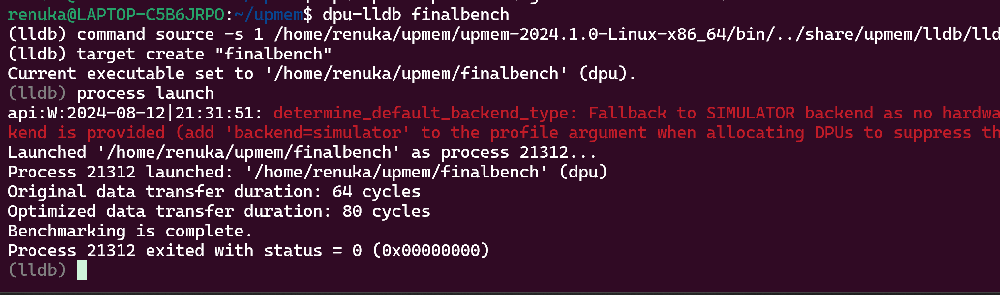 renuka@LAPTOP-C5B6JRPO:~/upmem$ dpu-lldb finalbench
(lldb) command source -s 1 /home/renuka/upmem/upmem-2024.1.0-Linux-x86_64/bin/../share/upmem/lldb/lld
(lldb) target create "finalbench"
Current executable set to '/home/renuka/upmem/finalbench' (dpu).
(lldb) process launch
api:W:2024-08-12|21:31:51: determine_default_backend_type: Fallback to SIMULATOR backend as no hardwa
kend is provided (add 'backend=simulator' to the profile argument when allocating DPUs to suppress th
Launched '/home/renuka/upmem/finalbench' as process 21312...
Process 21312 launched: '/home/renuka/upmem/finalbench' (dpu)
Original data transfer duration: 64 cycles
Optimized data transfer duration: 80 cycles
Benchmarking is complete.
Process 21312 exited with status = 0 (0x00000000)
(lldb)